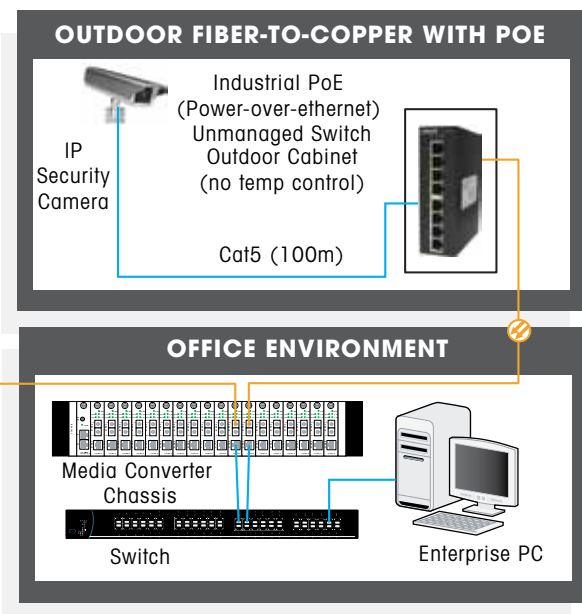 OUTDOOR FIBER-TO-COPPER WITH POE
Industrial PoE
(Power-over-ethernet)
Unmanaged Switch
Outdoor Cabinet
(no temp control)
IP
Security
Camera
Cat5 (100m)
OFFICE ENVIRONMENT
Media Converter
Chassis
Switch
Enterprise PC